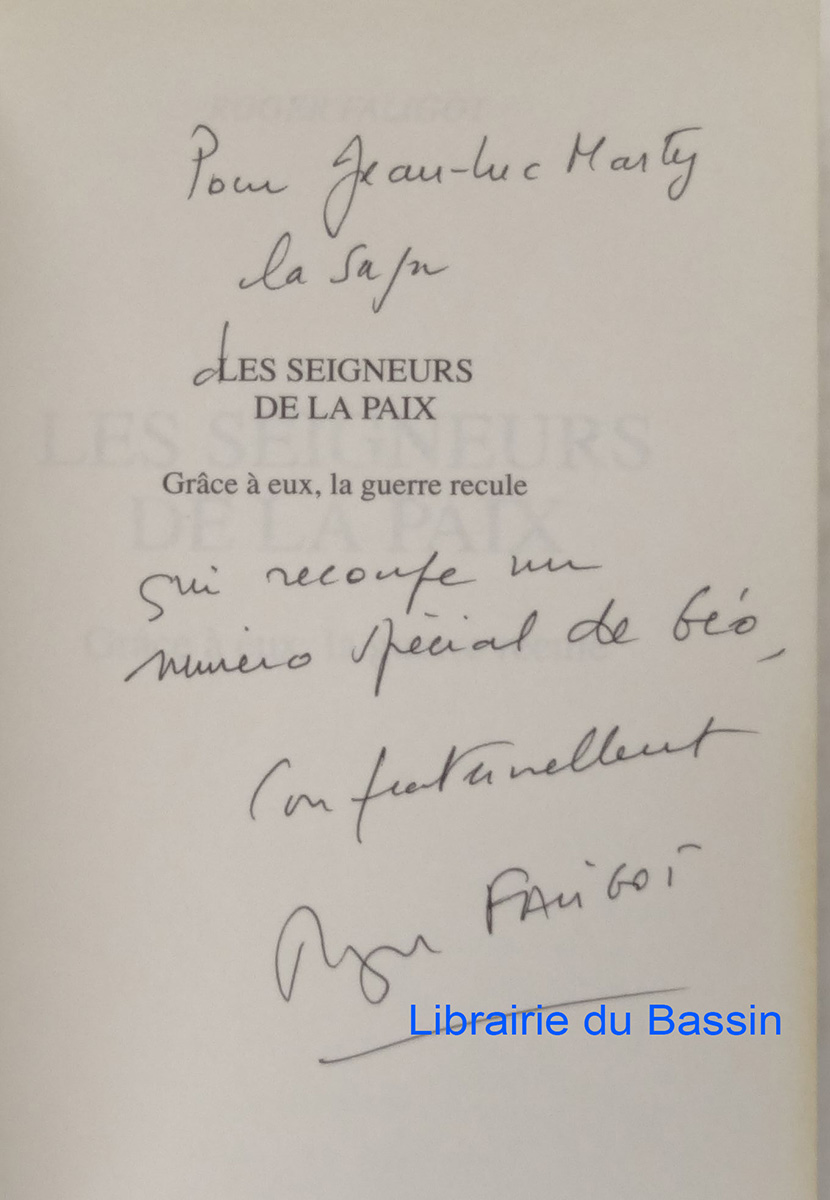 Pour Jean-Luc Marty
la saga
dLES SEIGNEURS
DE LA PAIX
Grâce à eux, la guerre recule
qui recoupe un
numéro spécial de Géo,
Confraternellement
Roger FALIGOT
Librairie du Bassin